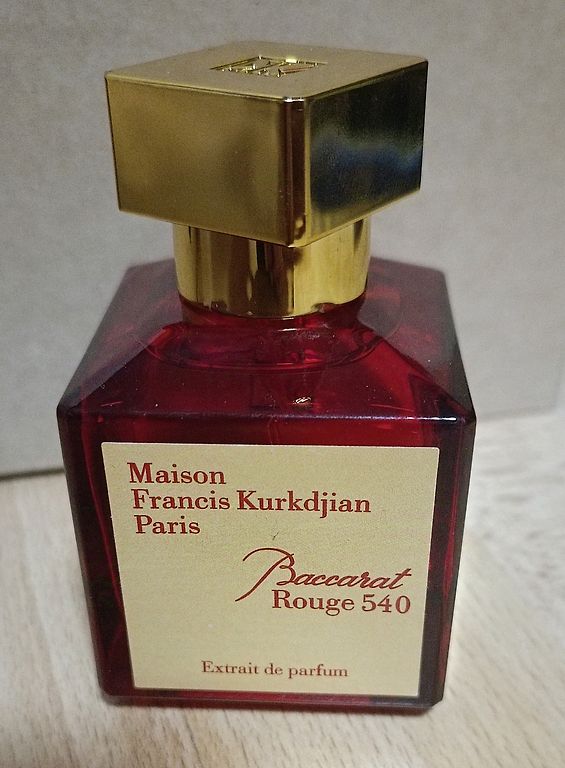 Maison
Francis Kurkdjian
Paris
Baccarat
Rouge 540
Extrait de parfum